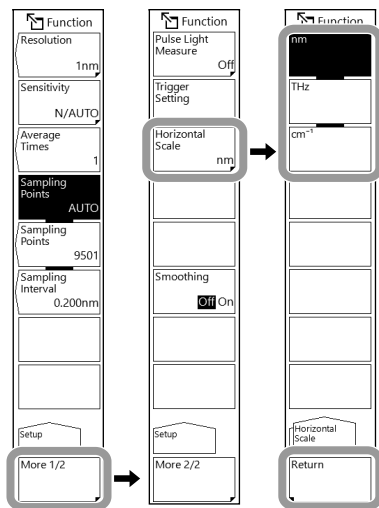 Function
Resolution
1nm
Sensitivity
N/AUTO
Average
Times
1
Sampling
Points
AUTO
Sampling
Points
9501
Sampling
Interval
0.200nm
Setup
More 1/2
Function
Pulse Light
Measure
Off
Trigger
Setting
Horizontal
Scale
nm
Smoothing
Off On
Setup
More 2/2
Function
nm
THz
cm⁻¹
Horizontal
Scale
Return